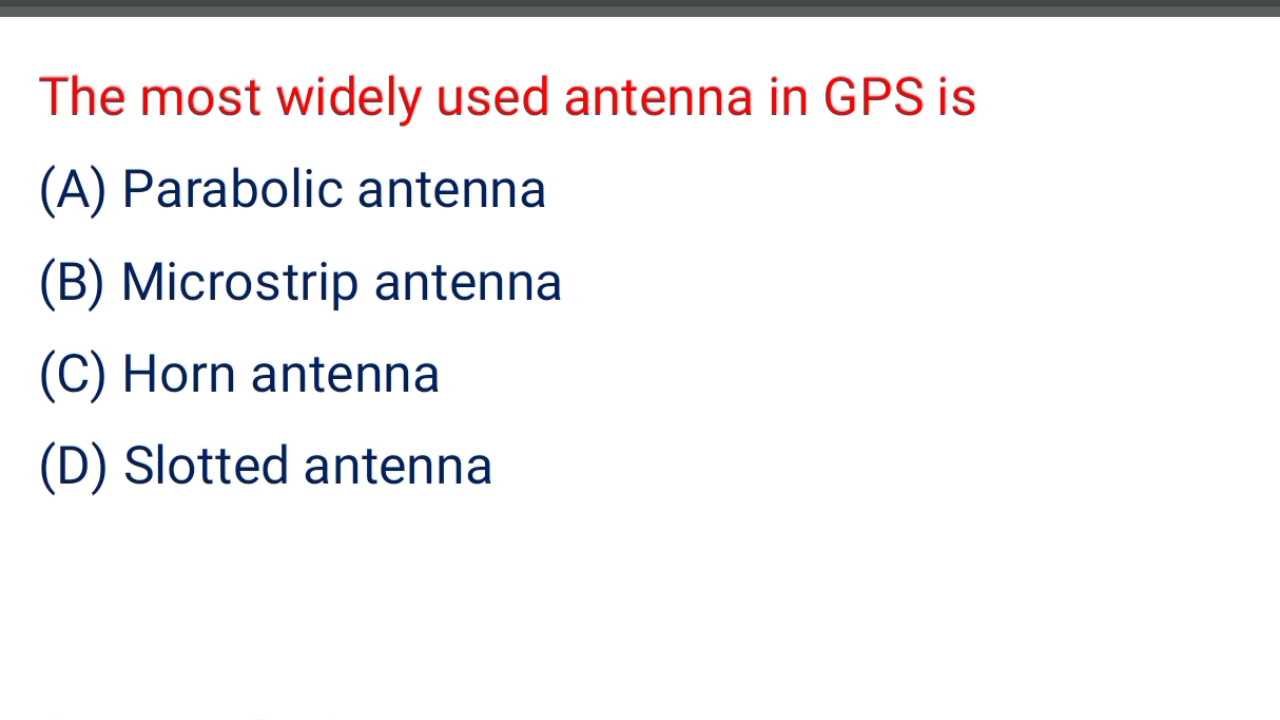 The most widely used antenna in GPS is
(A) Parabolic antenna
(B) Microstrip antenna
(C) Horn antenna
(D) Slotted antenna